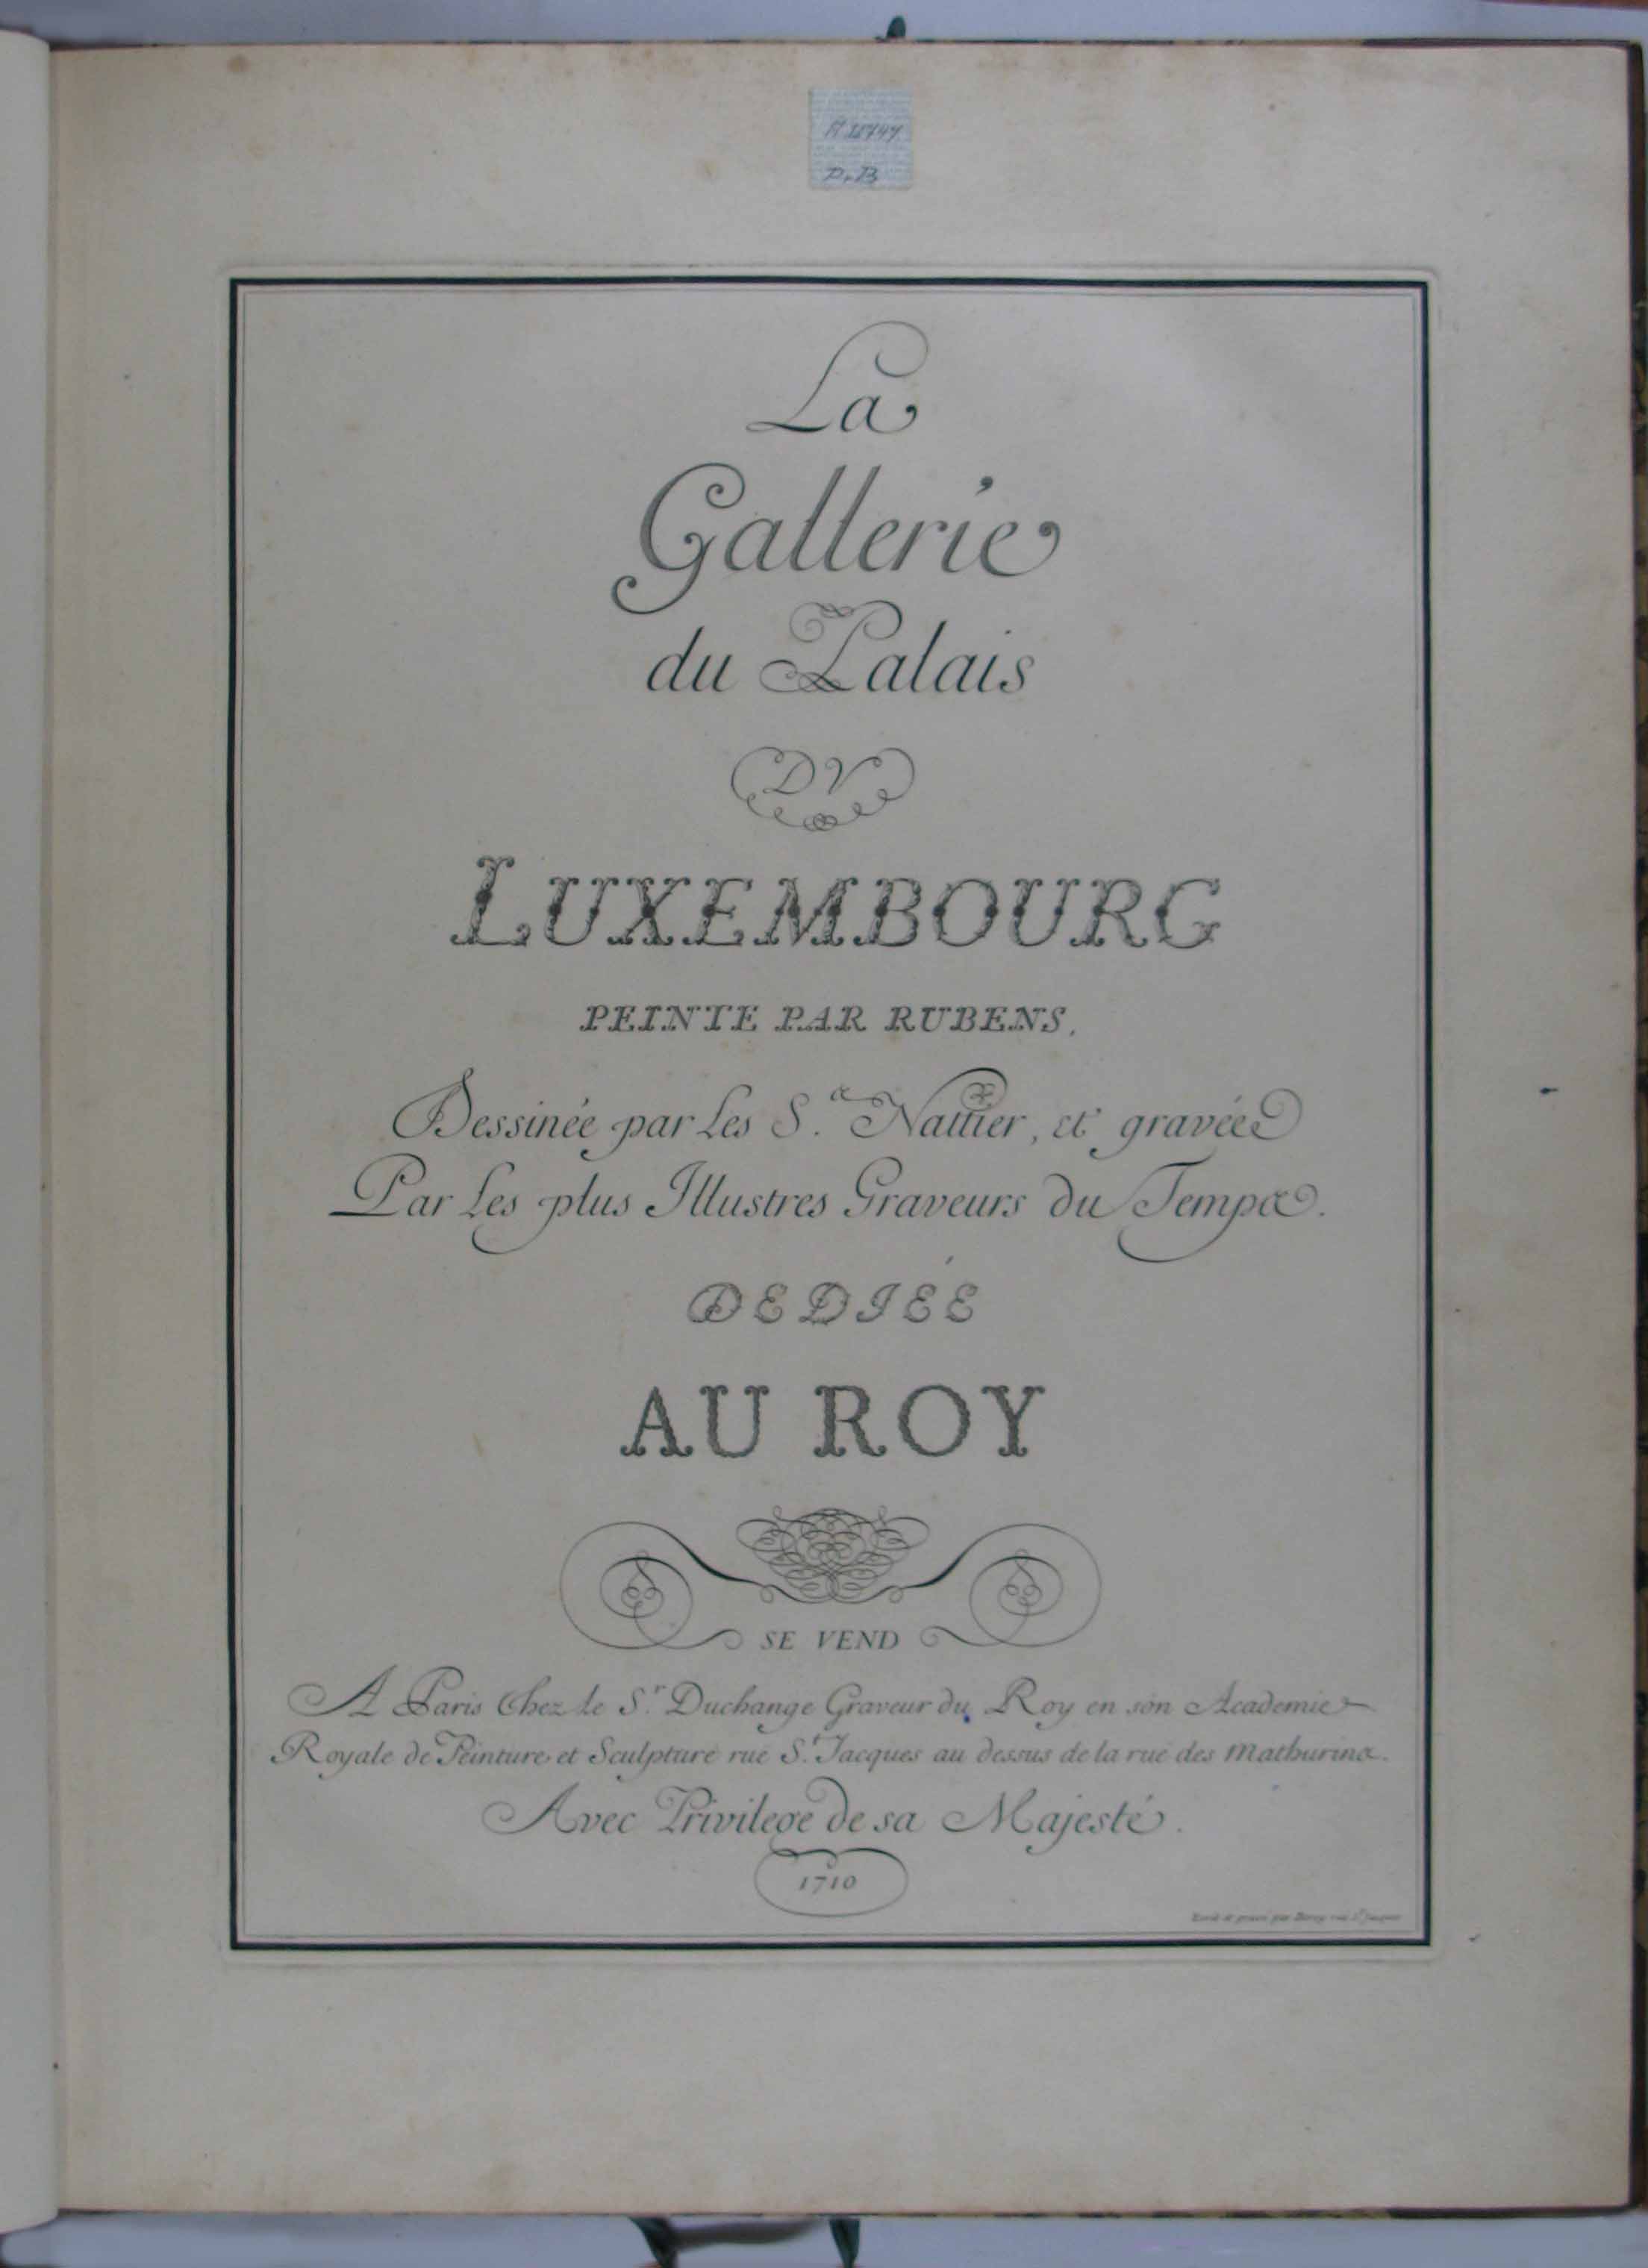 La
Gallerie
du Palais
DV
LUXEMBOURG
PEINTE PAR RUBENS.
Dessinée par Les S.rs Nattier, et gravée
Par Les plus Illustres Graveurs du Temps.
DEDIÉE
AU ROY
SE VEND
A Paris Chez le S.r Duchange Graveur du Roy en son Academie
Royale de Peinture et Sculpture rue S.t Jacques au dessus de la rue des Mathurins.
Avec Privilege de sa Majesté.
1710